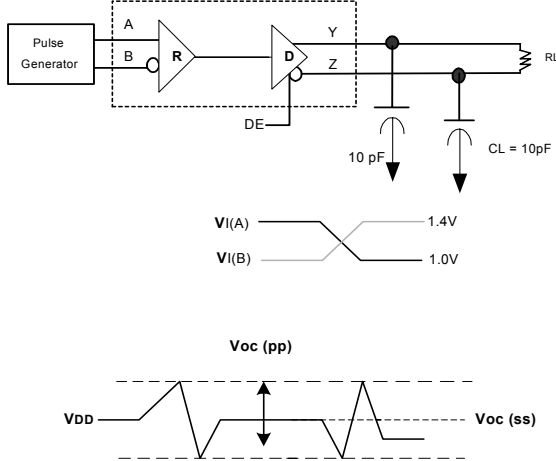 A
Y
Pulse
Generator
R
D
B
Z
RL
DE
10 pF
CL = 10pF
VI(A)
1.4V
VI(B)
1.0V
Voc (pp)
VDD
Voc (ss)